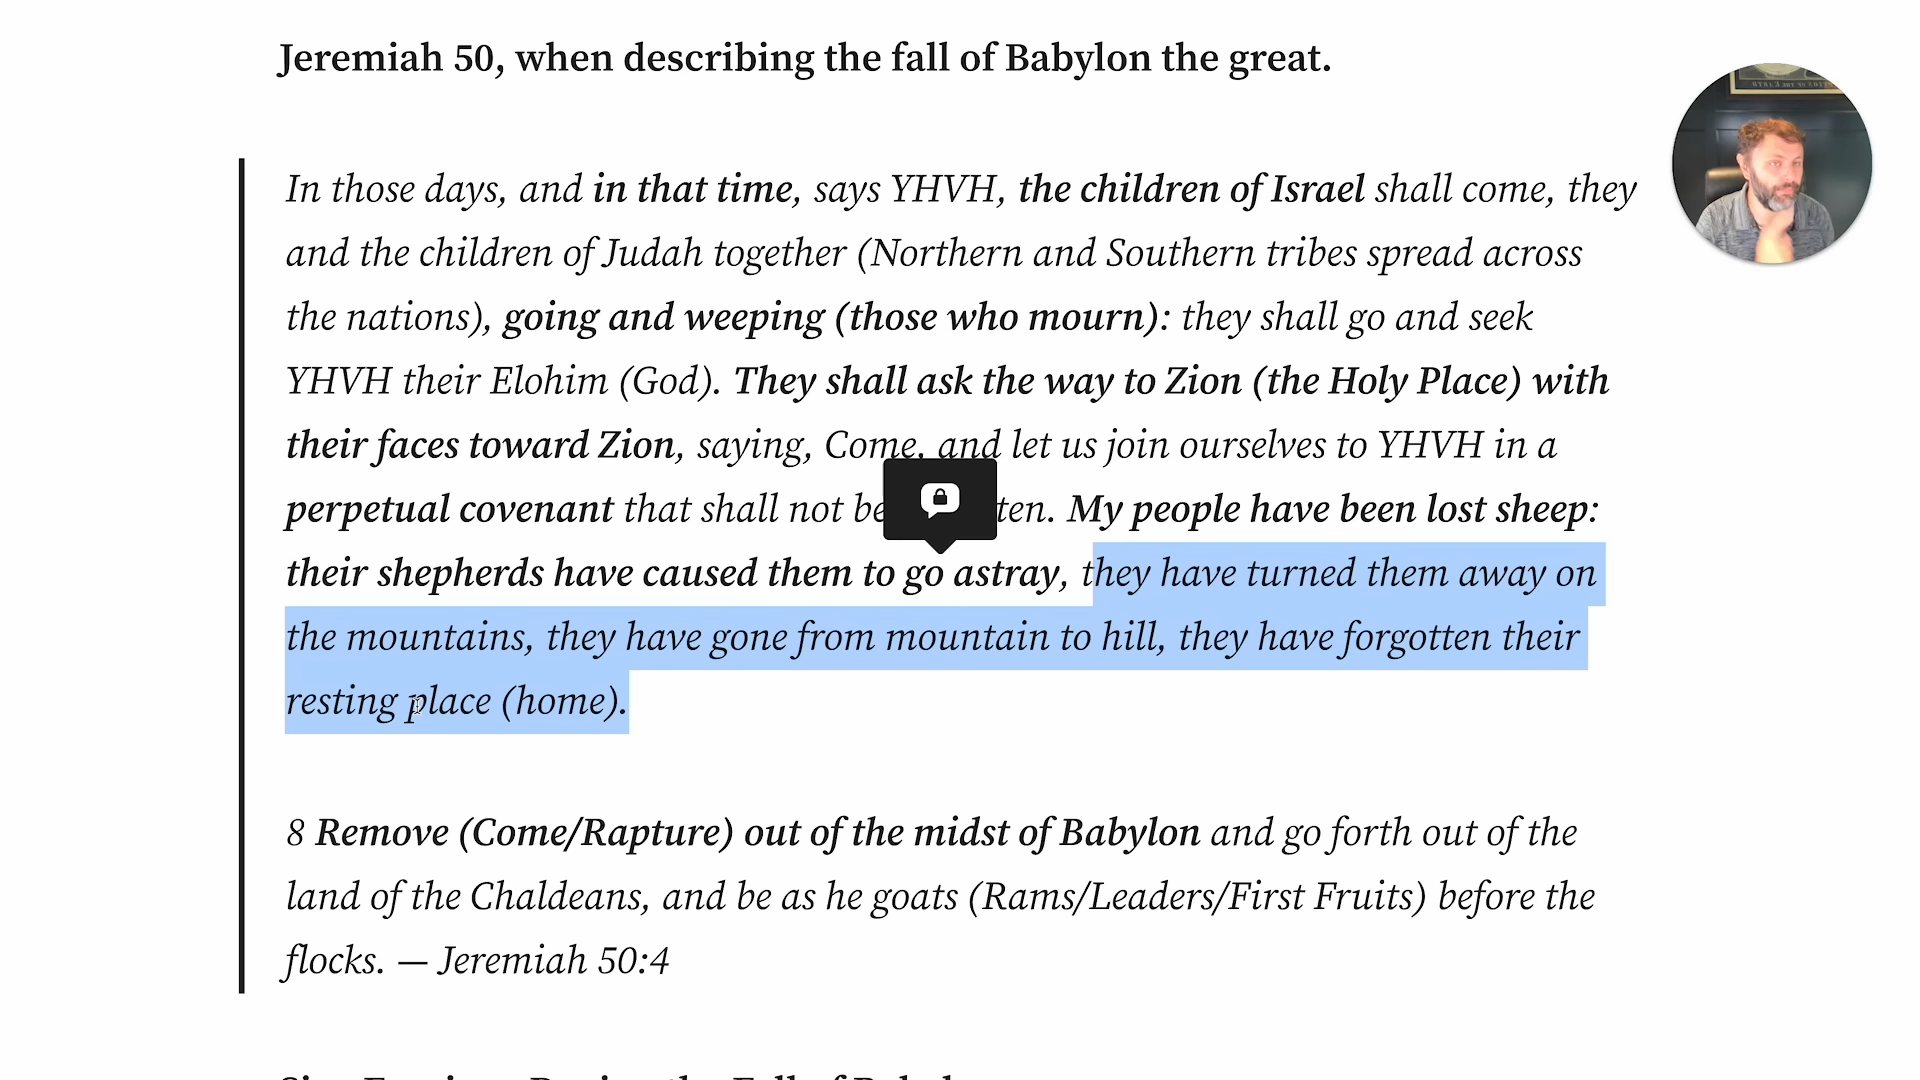 Jeremiah 50, when describing the fall of Babylon the great.
In those days, and in that time, says YHVH, the children of Israel shall come, they
and the children of Judah together (Northern and Southern tribes spread across
the nations), going and weeping (those who mourn): they shall go and seek
YHVH their Elohim (God). They shall ask the way to Zion (the Holy Place) with
their faces toward Zion, saying, Come, and let us join ourselves to YHVH in a
perpetual covenant that shall not be ten. My people have been lost sheep:
their shepherds have caused them to go astray, they have turned them away on
the mountains, they have gone from mountain to hill, they have forgotten their
resting place (home).
8 Remove (Come/Rapture) out of the midst of Babylon and go forth out of the
land of the Chaldeans, and be as he goats (Rams/Leaders/First Fruits) before the
flocks. — Jeremiah 50:4